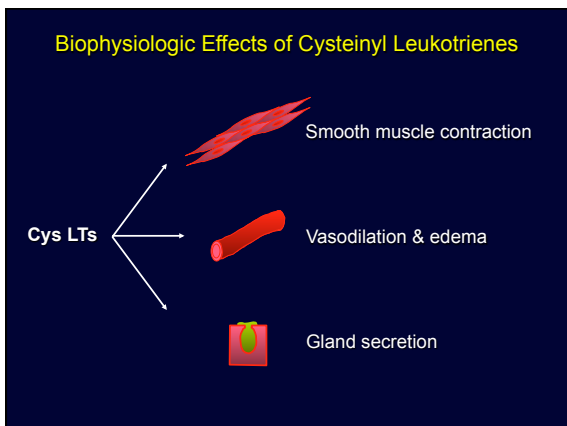 Biophysiologic Effects of Cysteinyl Leukotrienes
Smooth muscle contraction
Cys LTs
Vasodilation & edema
Gland secretion